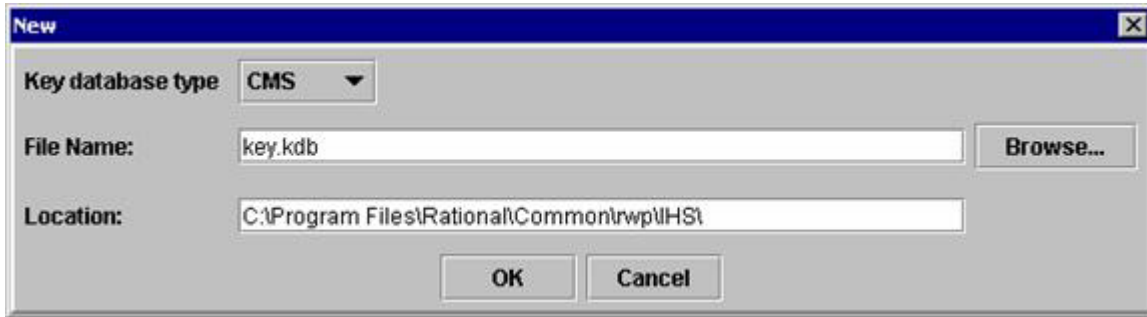 New
Key database type CMS
File Name: key.kdb Browse...
Location: C:\Program Files\Rational\Common\rwp\IHS\
OK Cancel